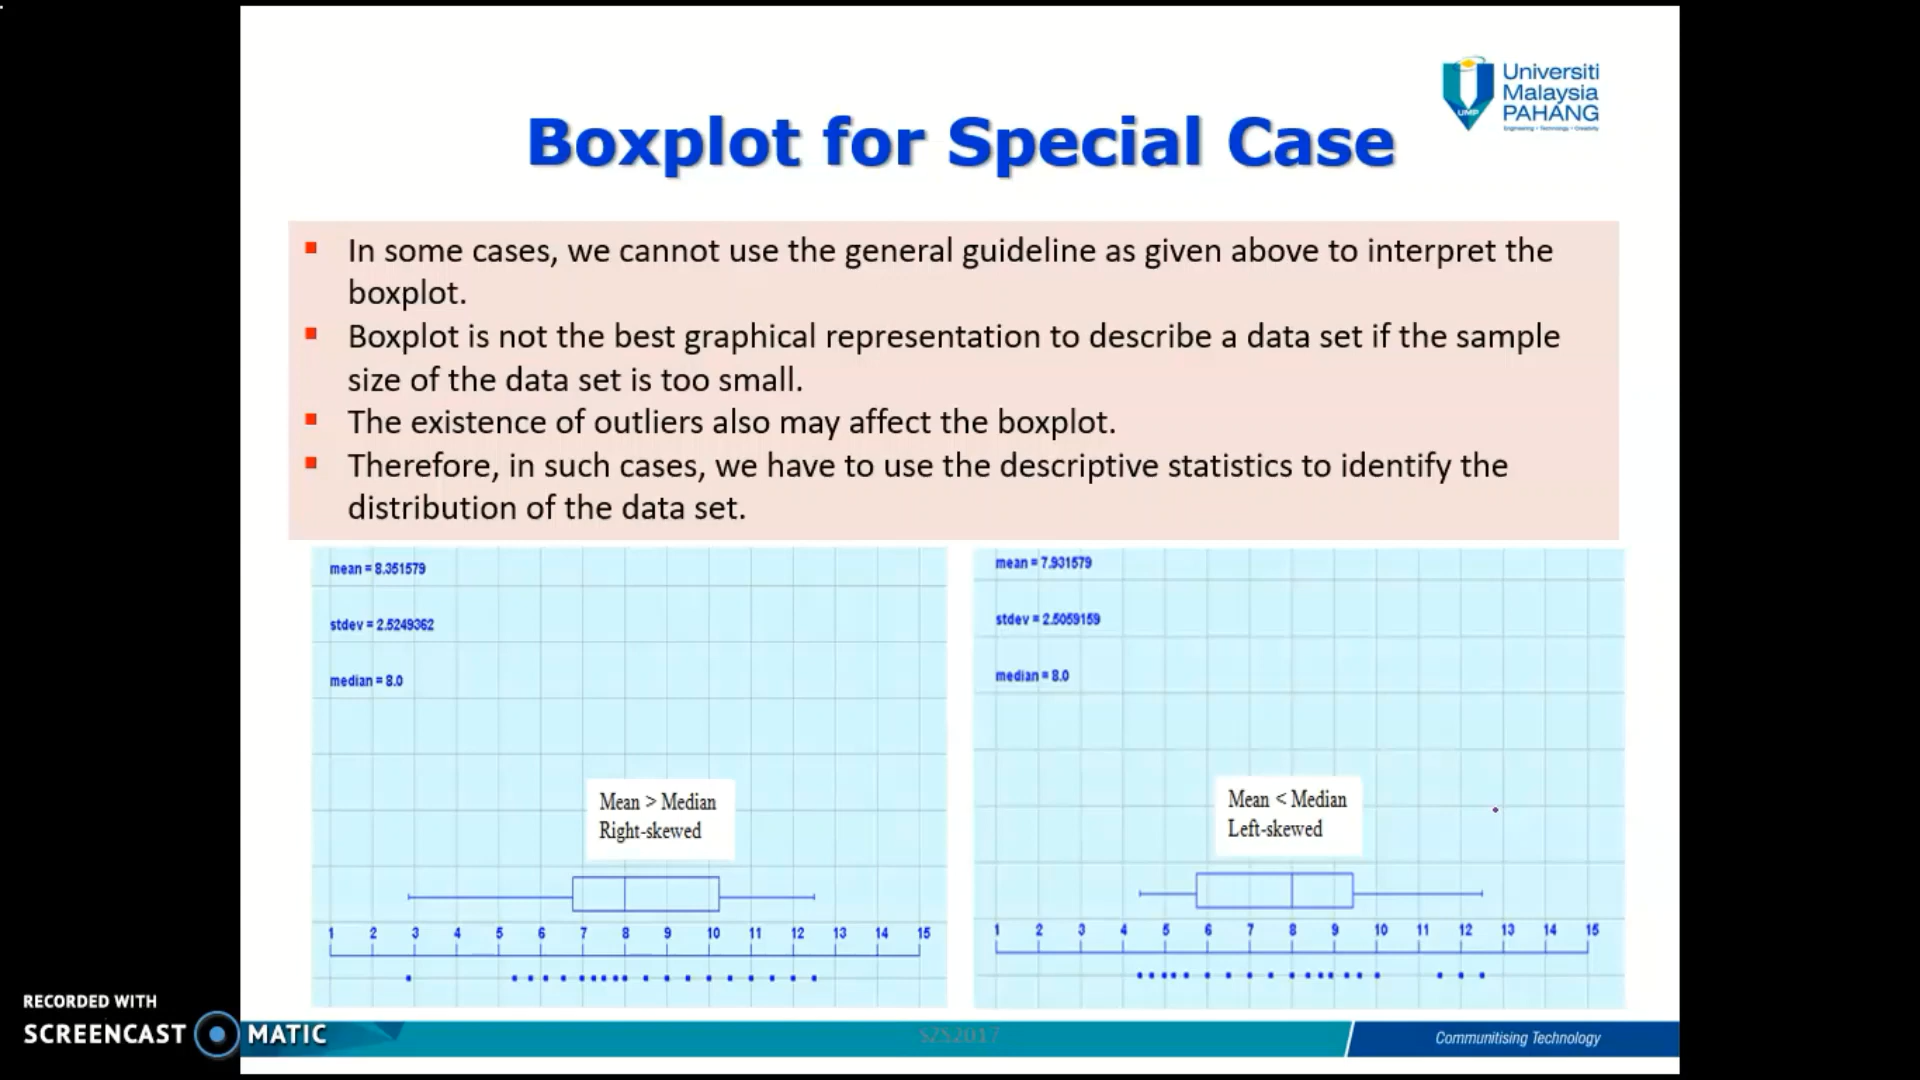 Universiti
Malaysia
PAHANG
UMP
Engineering • Technology • Creativity
Boxplot for Special Case
▪ In some cases, we cannot use the general guideline as given above to interpret the
boxplot.
▪ Boxplot is not the best graphical representation to describe a data set if the sample
size of the data set is too small.
▪ The existence of outliers also may affect the boxplot.
▪ Therefore, in such cases, we have to use the descriptive statistics to identify the
distribution of the data set.
mean = 8.351579
stdev = 2.5249362
median = 8.0
Mean > Median
Right-skewed
1 2 3 4 5 6 7 8 9 10 11 12 13 14 15
mean = 7.931579
stdev = 2.5059159
median = 8.0
Mean < Median
Left-skewed
1 2 3 4 5 6 7 8 9 10 11 12 13 14 15
RECORDED WITH
SCREENCAST MATIC
SZS2017
Communitising Technology